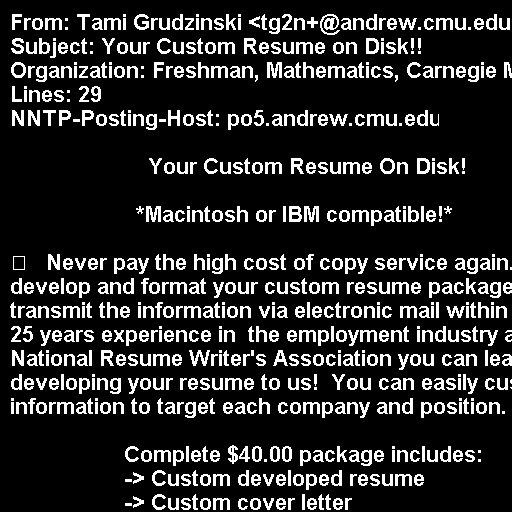 From: Tami Grudzinski <tg2n+@andrew.cmu.edu
Subject: Your Custom Resume on Disk!!
Organization: Freshman, Mathematics, Carnegie
Lines: 29
NNTP-Posting-Host: po5.andrew.cmu.edu
Your Custom Resume On Disk!
*Macintosh or IBM compatible!*
Never pay the high cost of copy service again.
develop and format your custom resume package
transmit the information via electronic mail within
25 years experience in  the employment industry a
National Resume Writer's Association you can lea
developing your resume to us!  You can easily cus
information to target each company and position.
Complete $40.00 package includes:
-> Custom developed resume
-> Custom cover letter